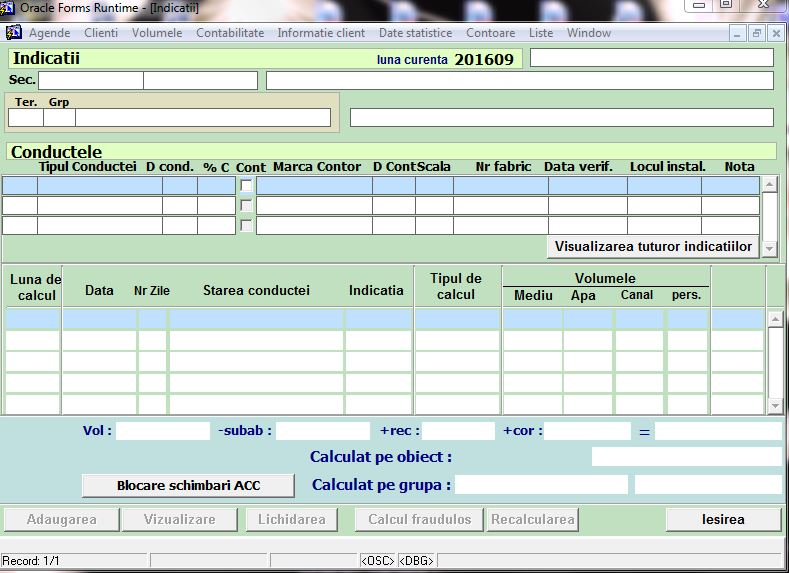 Oracle Forms Runtime - [Indicatii]
Agende Clienti Volumele Contabilitate Informatie client Date statistice Contoare Liste Window
Indicatii luna curenta 201609
Sec.
Ter. Grp
Conductele
Tipul Conductei D cond. % C Cont Marca Contor D Cont Scala Nr fabric Data verif. Locul instal. Nota
Visualizarea tuturor indicatiilor
Luna de calcul Data Nr Zile Starea conductei Indicatia Tipul de calcul Volumele
Mediu Apa Canal pers.
Vol : -subab : +rec : +cor : =
Calculat pe obiect :
Blocare schimbari ACC Calculat pe grupa :
Adaugarea Vizualizare Lichidarea Calcul fraudulos Recalcularea Iesirea
Record: 1/1 <OSC> <DBG>